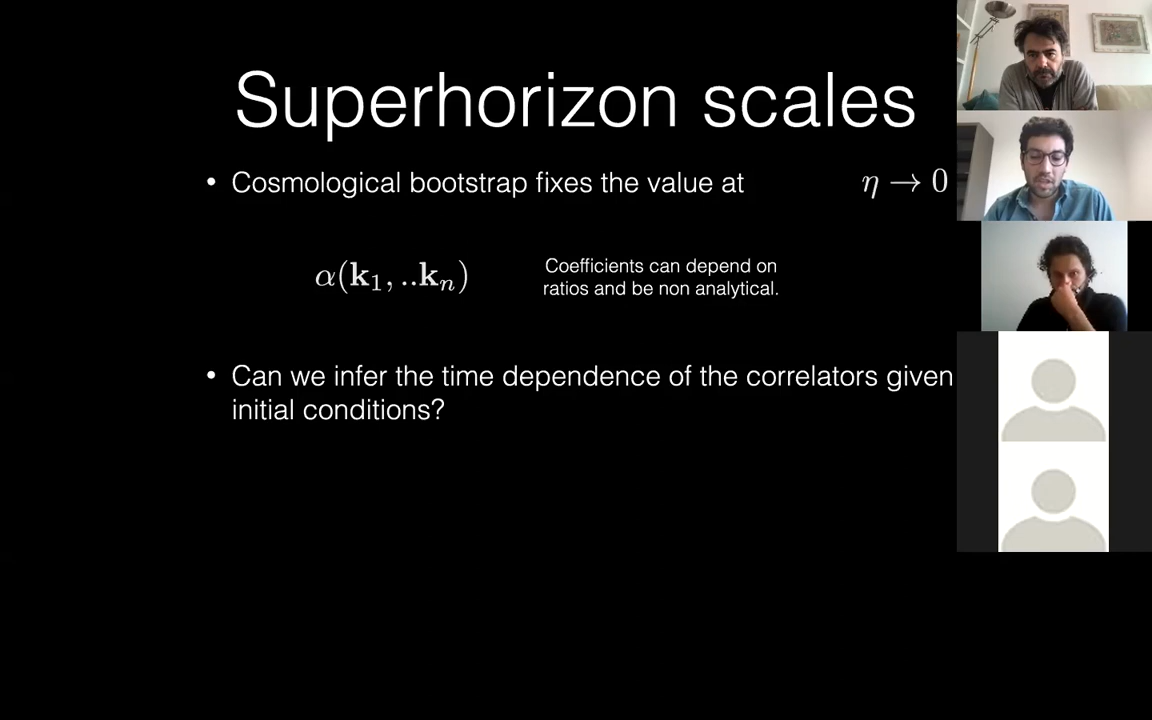 Superhorizon scales
• Cosmological bootstrap fixes the value at η → 0
α(𝐤₁, ..𝐤ₙ)
Coefficients can depend on
ratios and be non analytical.
• Can we infer the time dependence of the correlators given
initial conditions?